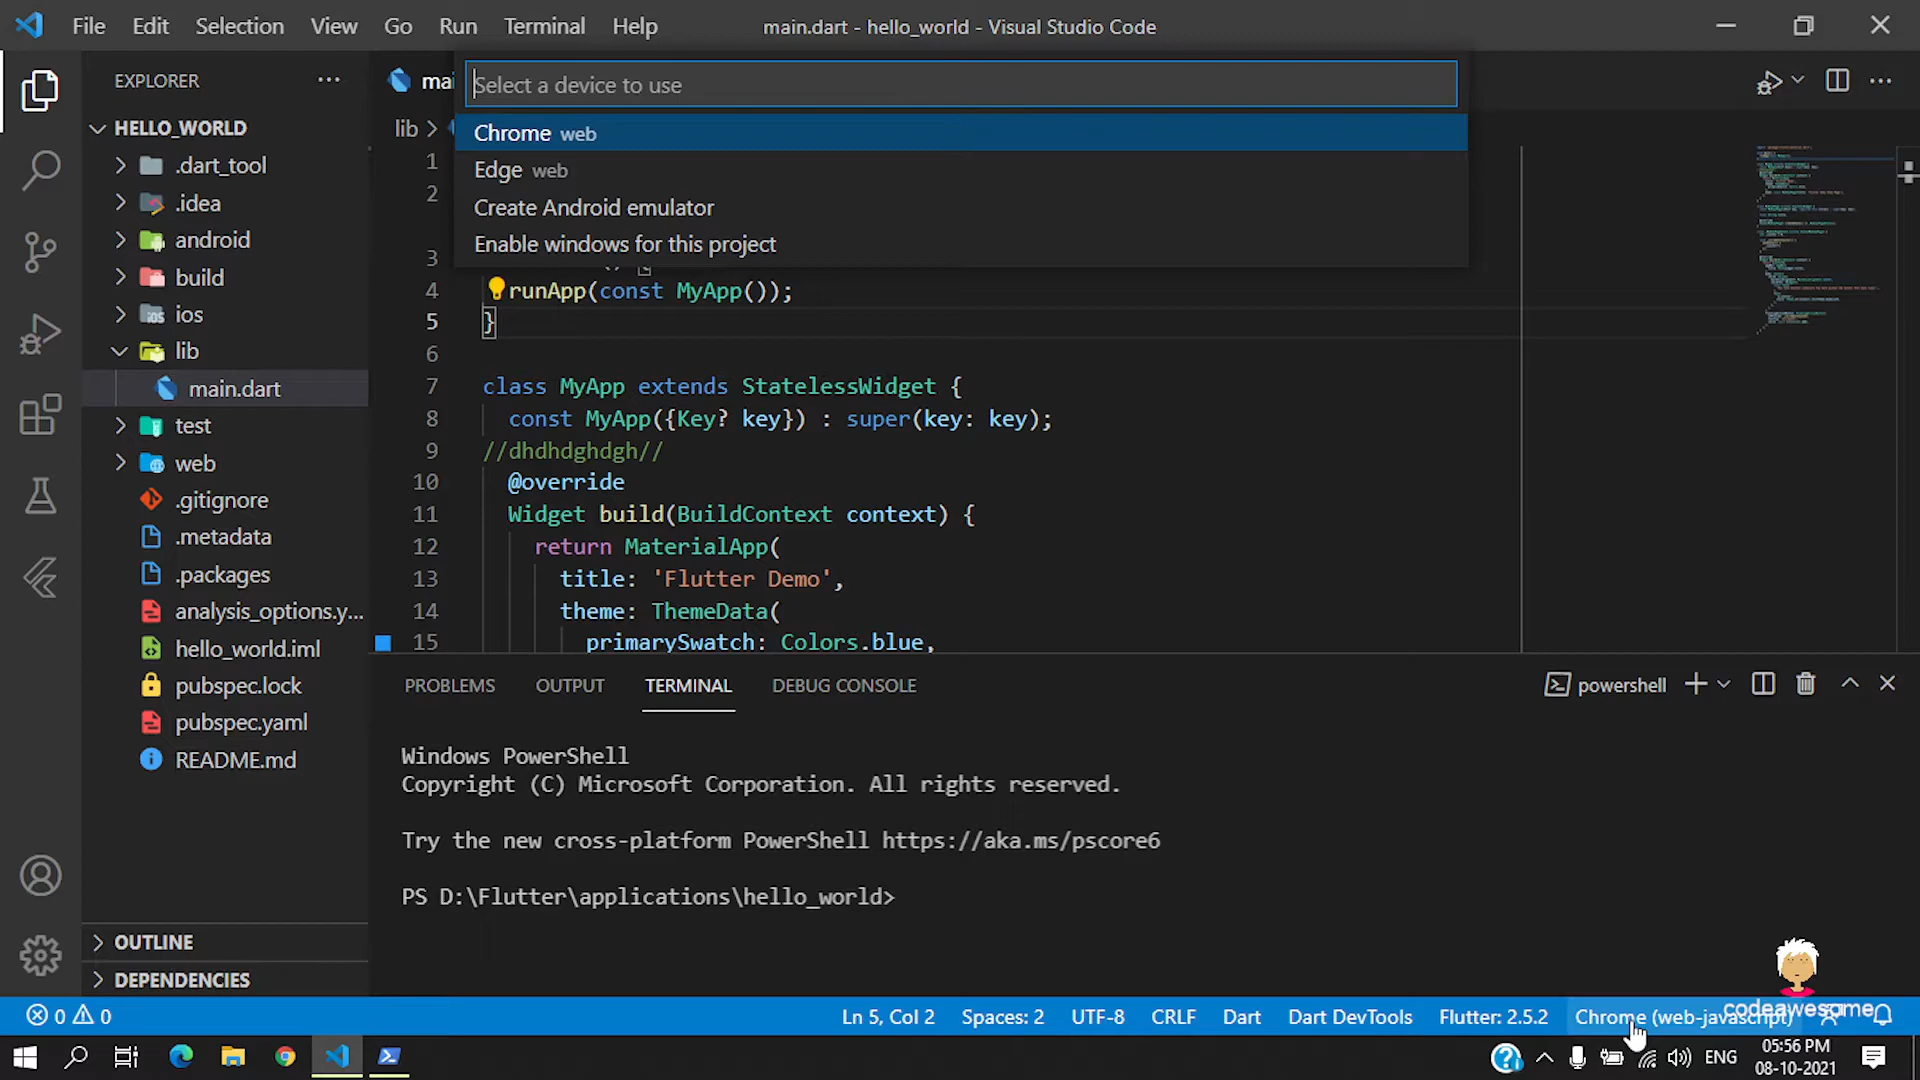 File Edit Selection View Go Run Terminal Help
main.dart - hello_world - Visual Studio Code
EXPLORER
HELLO_WORLD
.dart_tool
.idea
android
build
ios
lib
main.dart
test
web
.gitignore
.metadata
.packages
analysis_options.y...
hello_world.iml
pubspec.lock
pubspec.yaml
README.md
OUTLINE
DEPENDENCIES
mai
Select a device to use
Chrome web
Edge web
Create Android emulator
Enable windows for this project
lib >
1
2
3
4 runApp(const MyApp());
5 }
6
7 class MyApp extends StatelessWidget {
8 const MyApp({Key? key}) : super(key: key);
9 //dhdhdghdgh//
10 @override
11 Widget build(BuildContext context) {
12 return MaterialApp(
13 title: 'Flutter Demo',
14 theme: ThemeData(
15 primarySwatch: Colors.blue,
PROBLEMS OUTPUT TERMINAL DEBUG CONSOLE
powershell
Windows PowerShell
Copyright (C) Microsoft Corporation. All rights reserved.
Try the new cross-platform PowerShell https://aka.ms/pscore6
PS D:\Flutter\applications\hello_world>
codeawesome
0 0 Ln 5, Col 2 Spaces: 2 UTF-8 CRLF Dart Dart DevTools Flutter: 2.5.2 Chrome (web-javascript)
ENG
05:56 PM
08-10-2021